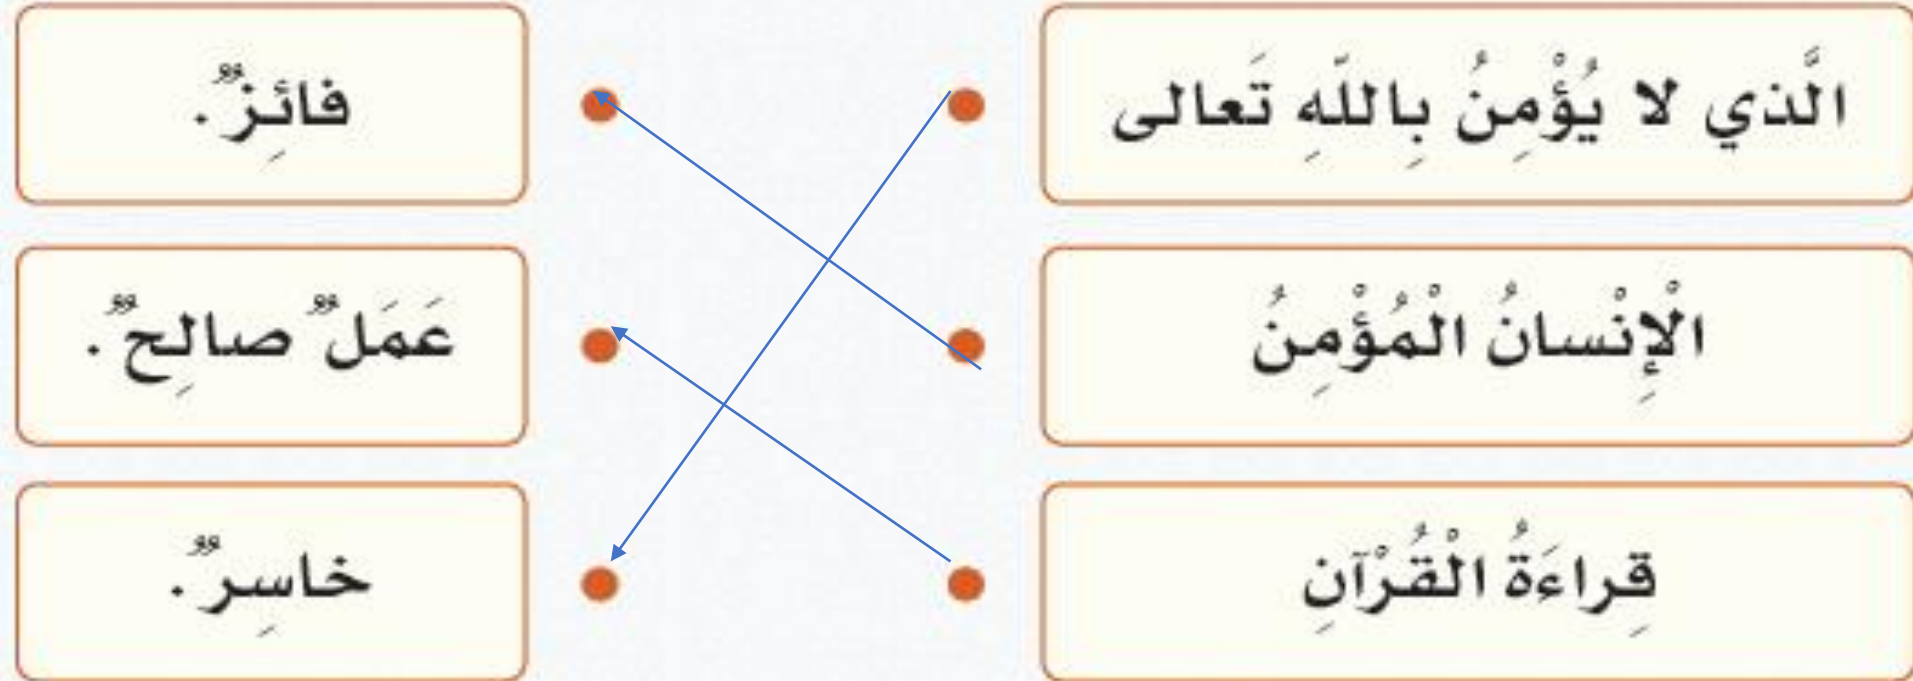 الَّذي لا يُؤْمِنُ بِاللّهِ تَعالى
فائِزٌ.
الْإِنْسانُ الْمُؤْمِنُ
عَمَلٌ صالِحٌ.
قِراءَةُ الْقُرْآنِ
خاسِرٌ.